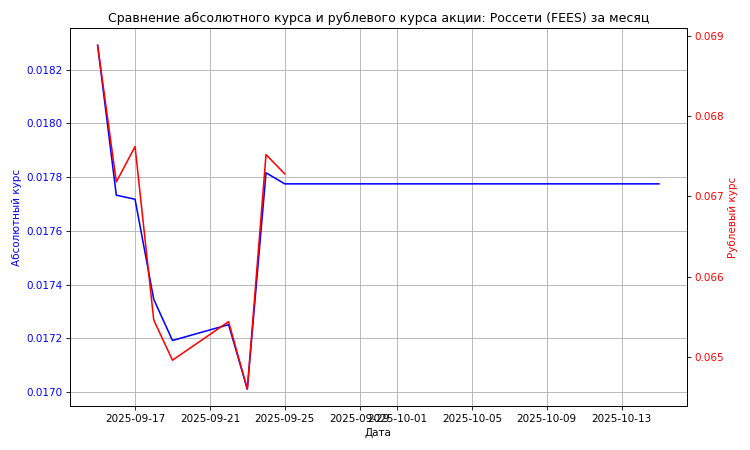 Сравнение абсолютного курса и рублевого курса акции: Россети (FEES) за месяц
Абсолютный курс
0.0182
0.0180
0.0178
0.0176
0.0174
0.0172
0.0170
0.069
0.068
0.067
0.066
0.065
Рублевый курс
2025-09-17 2025-09-21 2025-09-25 2025-09-29 2025-10-01 2025-10-05 2025-10-09 2025-10-13
Дата